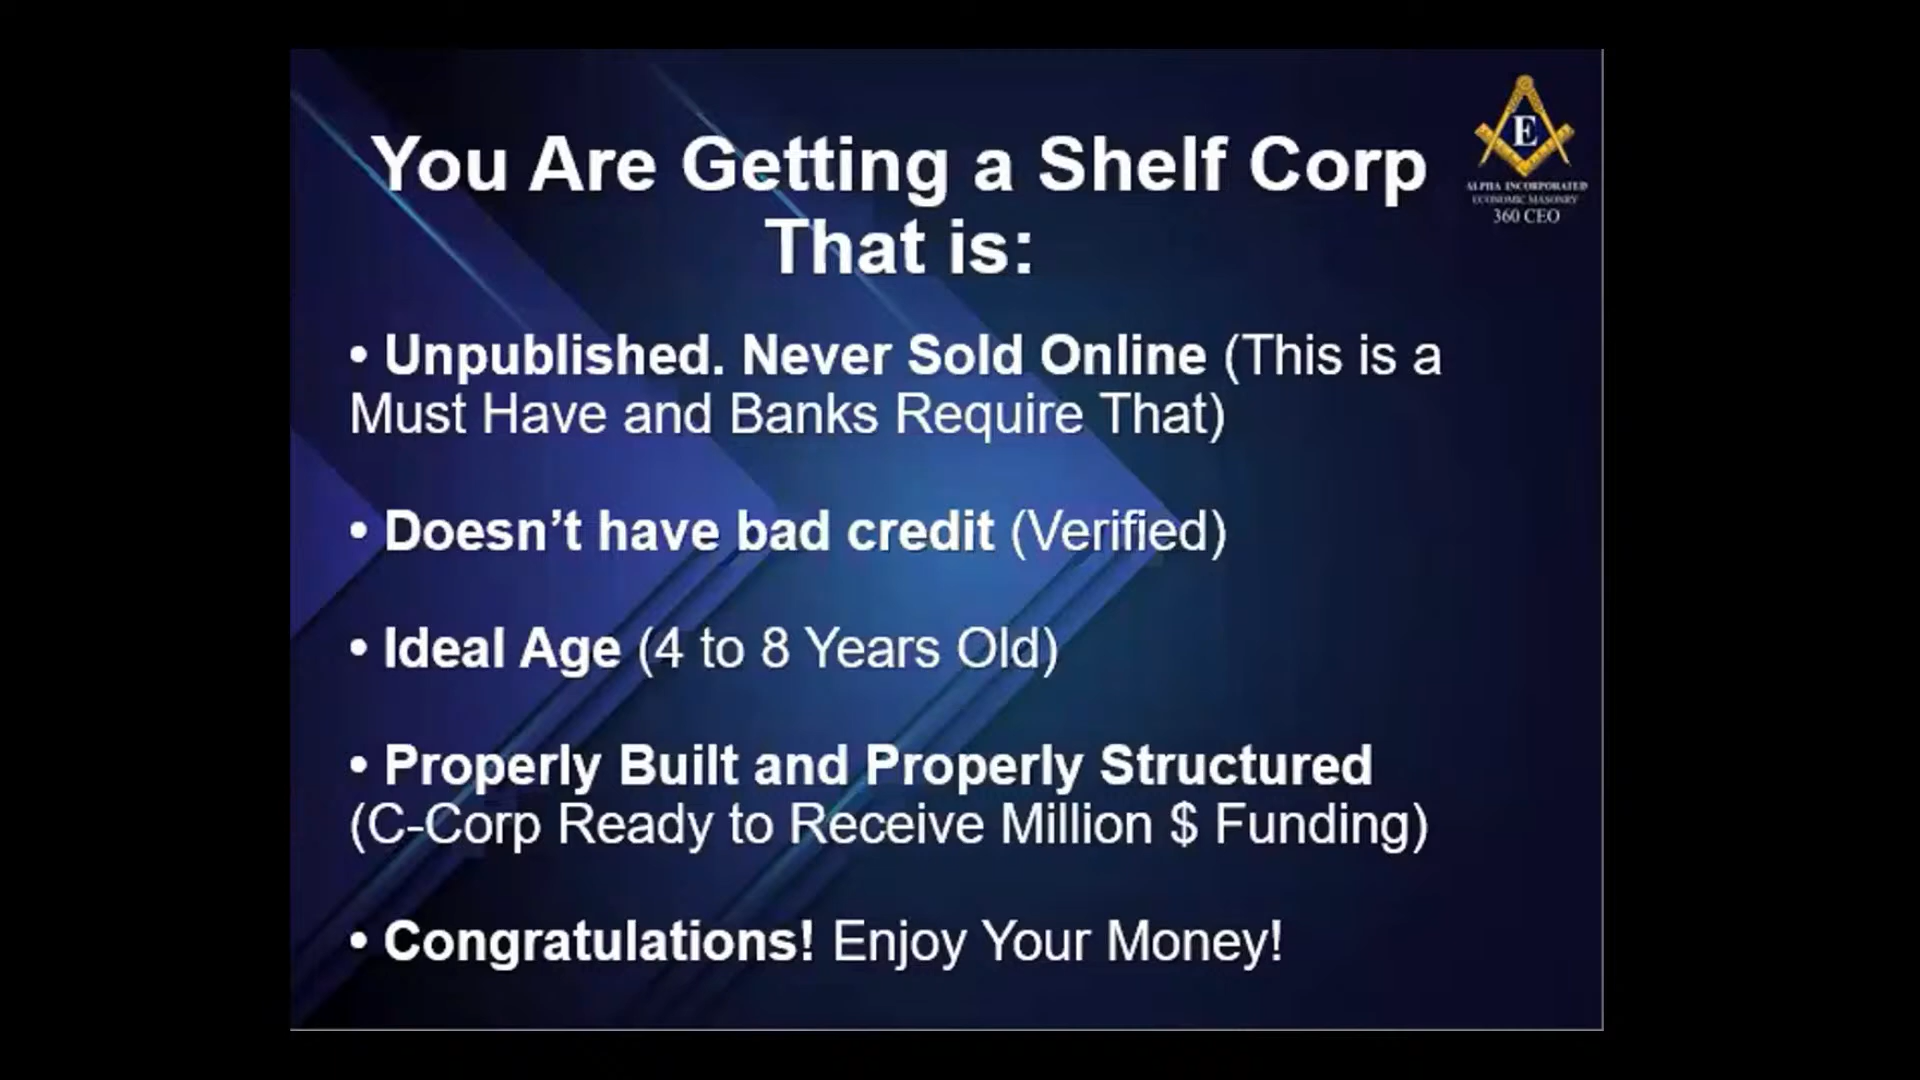 You Are Getting a Shelf Corp
That is:
E
ALPHA INCORPORATED
ECONOMIC MASONRY
360 CEO
• Unpublished. Never Sold Online (This is a
Must Have and Banks Require That)
• Doesn’t have bad credit (Verified)
• Ideal Age (4 to 8 Years Old)
• Properly Built and Properly Structured
(C-Corp Ready to Receive Million $ Funding)
• Congratulations! Enjoy Your Money!